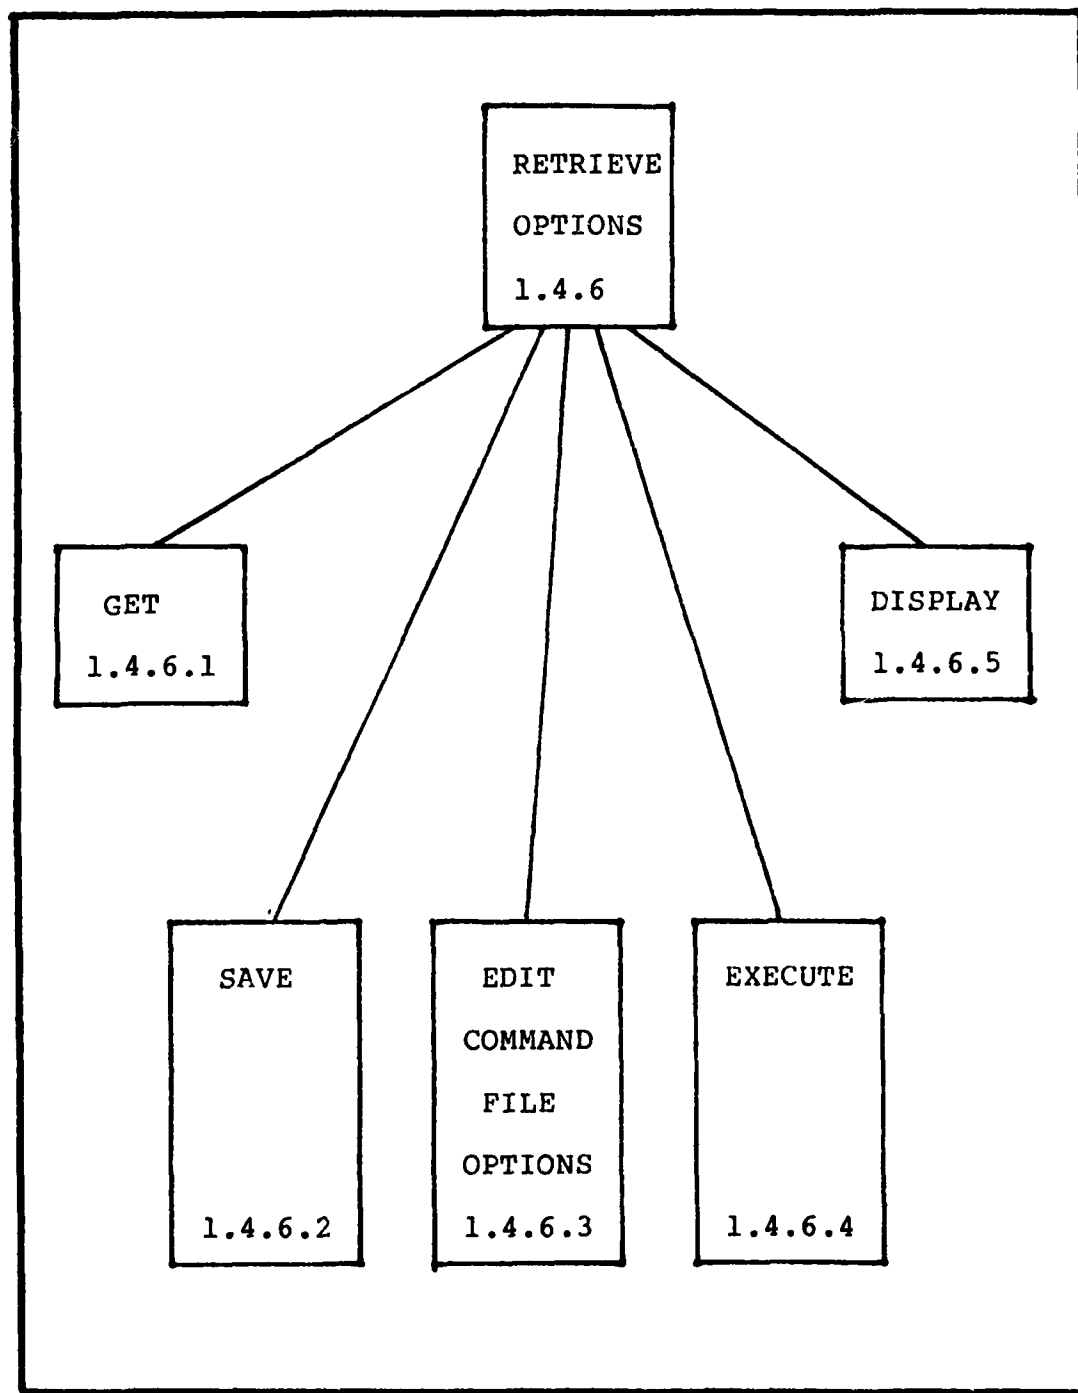 RETRIEVE
OPTIONS
1.4.6
GET
1.4.6.1
DISPLAY
1.4.6.5
SAVE
1.4.6.2
EDIT
COMMAND
FILE
OPTIONS
1.4.6.3
EXECUTE
1.4.6.4